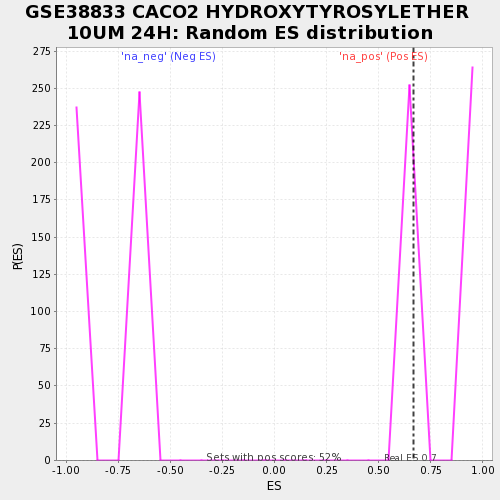 GSE38833 CACO2 HYDROXYTYROSYLETHER
10UM 24H: Random ES distribution
'na_neg' (Neg ES)
'na_pos' (Pos ES)
275
250
225
200
175
150
125
100
75
50
25
0
P(ES)
Sets with pos scores: 52%
Real ES 0.7
-1.00
-0.75
-0.50
-0.25
0.00
0.25
0.50
0.75
1.00
ES